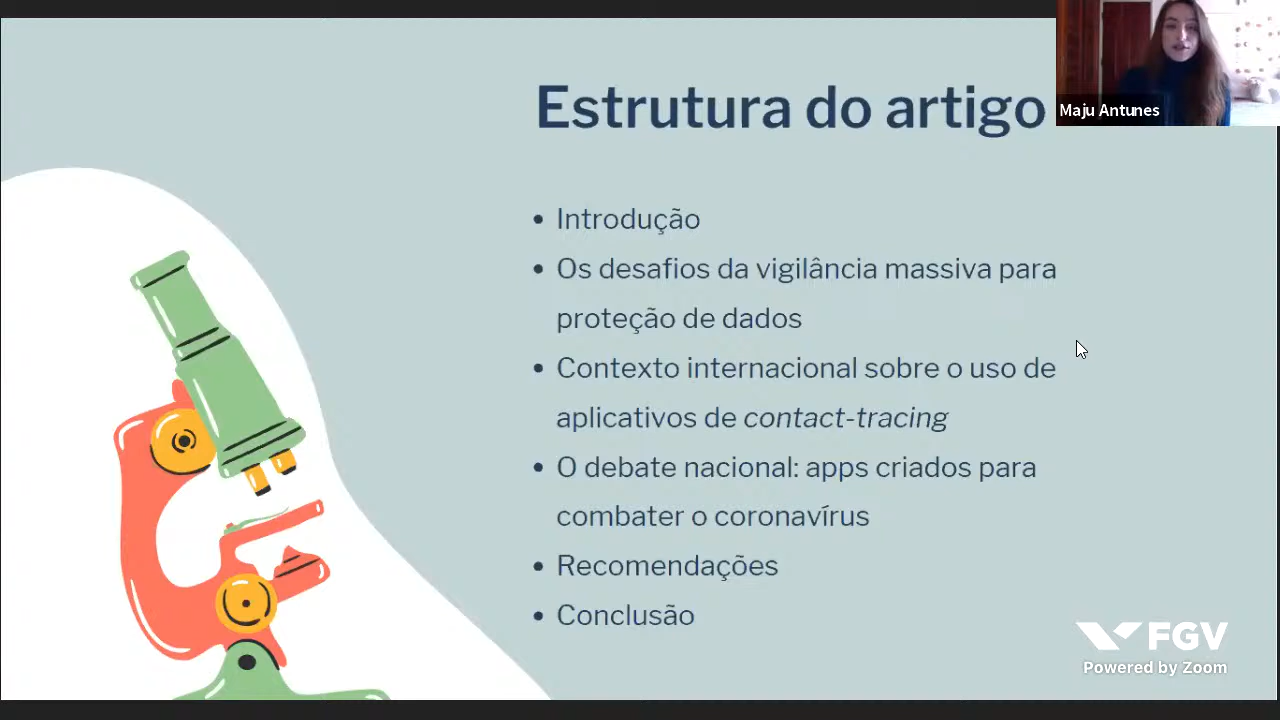 Estrutura do artigo
Maju Antunes
• Introdução
• Os desafios da vigilância massiva para
proteção de dados
• Contexto internacional sobre o uso de
aplicativos de contact-tracing
• O debate nacional: apps criados para
combater o coronavírus
• Recomendações
• Conclusão
FGV
Powered by Zoom